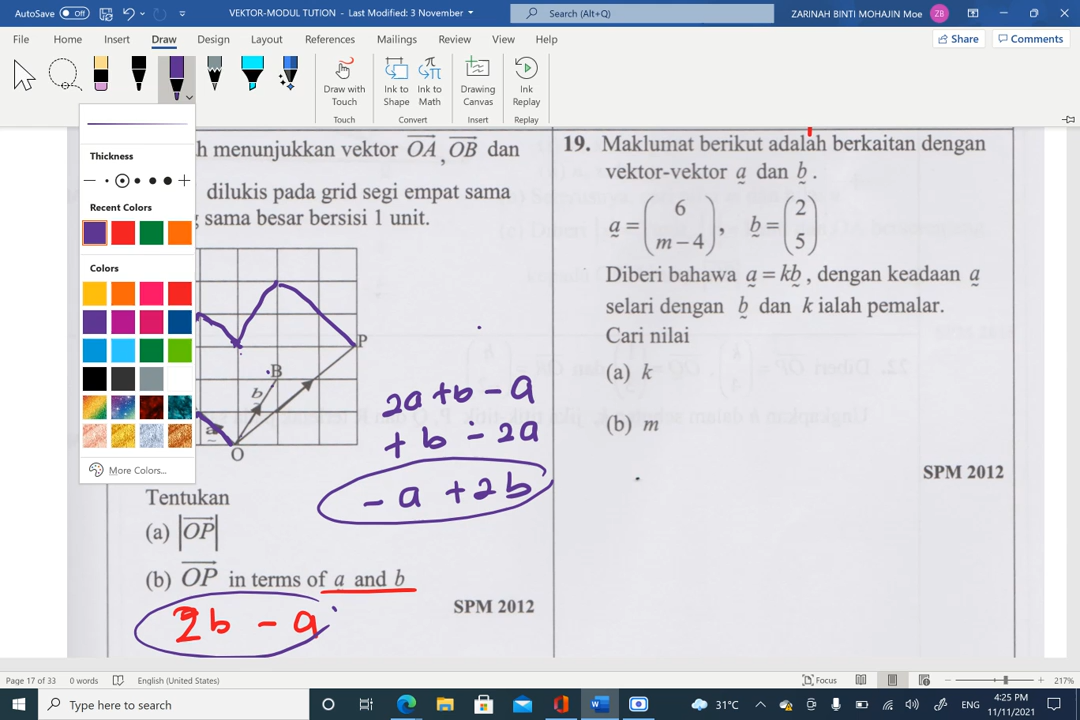 AutoSave Off VEKTOR-MODUL TUTION - Last Modified: 3 November Search (Alt+Q) ZARINAH BINTI MOHAJIN Moe ZB
File Home Insert Draw Design Layout References Mailings Review View Help Share Comments
Draw with Touch Ink to Shape Ink to Math Drawing Canvas Ink Replay
Touch Convert Insert Replay
Thickness
Recent Colors
Colors
More Colors...
h menunjukkan vektor OA, OB dan
dilukis pada grid segi empat sama
sama besar bersisi 1 unit.
P
B
b
a
O
2a + b - a
+ b - 2a
- a + 2b
Tentukan
(a) |OP|
(b) OP in terms of a and b
SPM 2012
2b - a
19. Maklumat berikut adalah berkaitan dengan
vektor-vektor a dan b.
a = (6 m – 4), b = (2 5)
Diberi bahawa a = kb, dengan keadaan a
selari dengan b dan k ialah pemalar.
Cari nilai
(a) k
(b) m
SPM 2012
Page 17 of 33 0 words English (United States) Focus 217%
Type here to search 31°C ENG 4:25 PM
11/11/2021